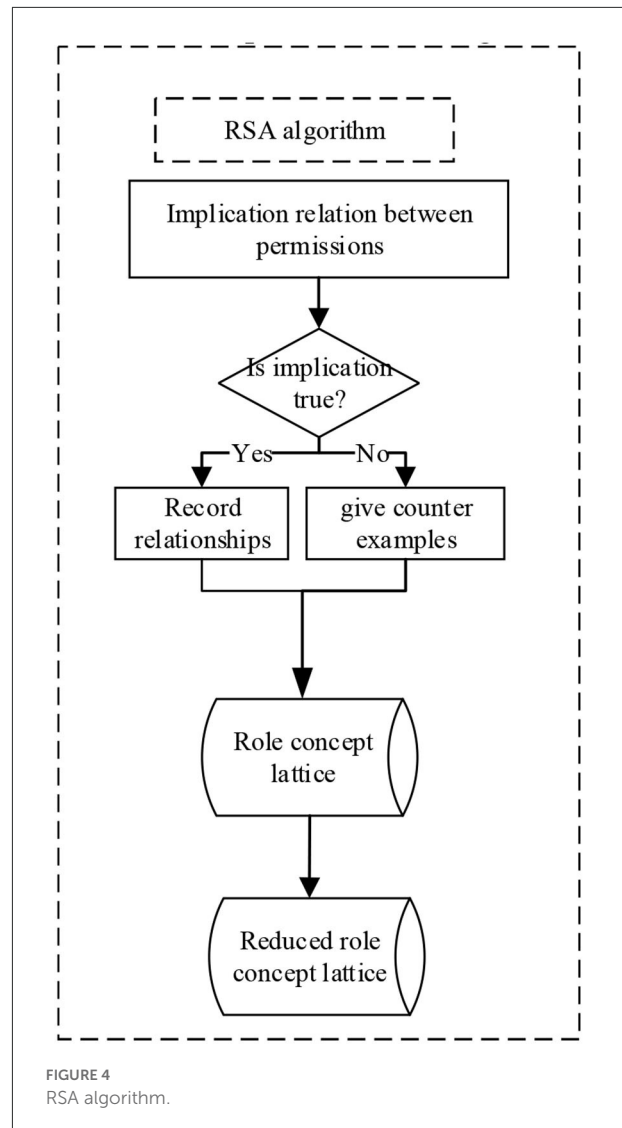 RSA algorithm
Implication relation between
permissions
Is implication
true?
Yes
No
Record
relationships
give counter
examples
Role concept
lattice
Reduced role
concept lattice
FIGURE 4
RSA algorithm.